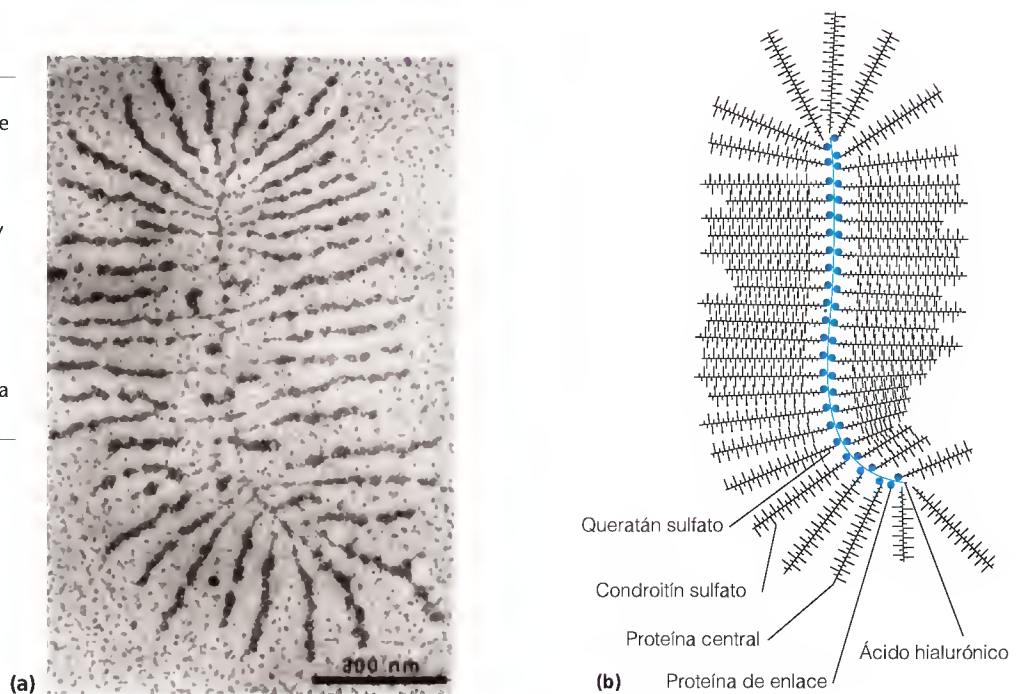 e
y
a
300 nm
(a)
Queratán sulfato
Condroitín sulfato
Proteína central
Ácido hialurónico
Proteína de enlace
(b)